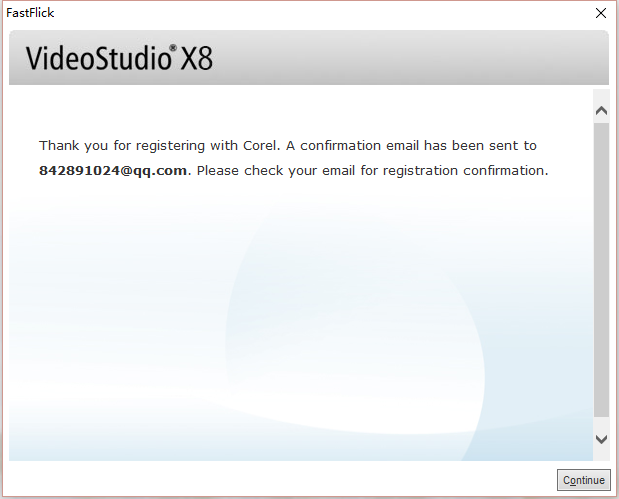 FastFlick
VideoStudio® X8
Thank you for registering with Corel. A confirmation email has been sent to
842891024@qq.com. Please check your email for registration confirmation.
Continue